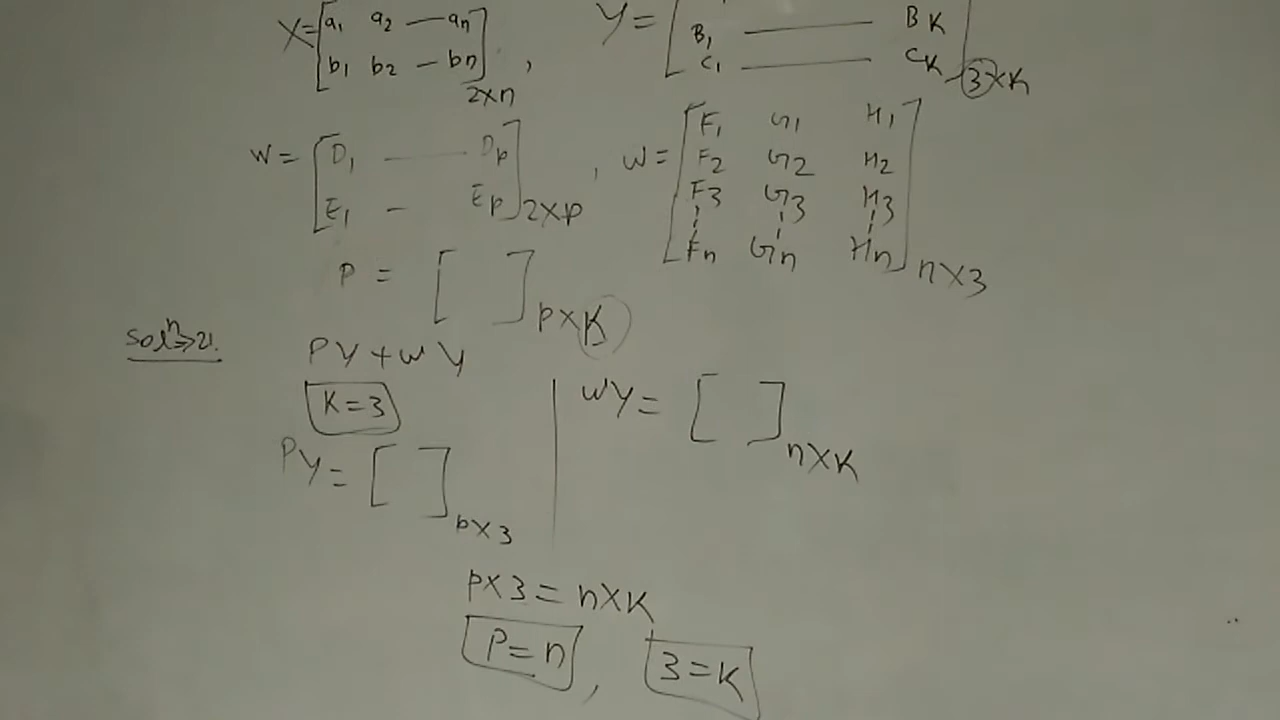 X = [a1 a2 — an
b1 b2 — bn] 2×n , Y = [B1 — BK
C1 — CK] 3×K
W = [D1 — Dp
E1 — Ep] 2×p , W = [F1 G1 H1
F2 G2 H2
F3 G3 H3
Fn Gn Hn] n×3
P = [ ] p×K
Solⁿ⇒21. PY + WY
K=3
WY = [ ] n×K
PY = [ ] p×3
p×3 = n×K
P=n , 3=K